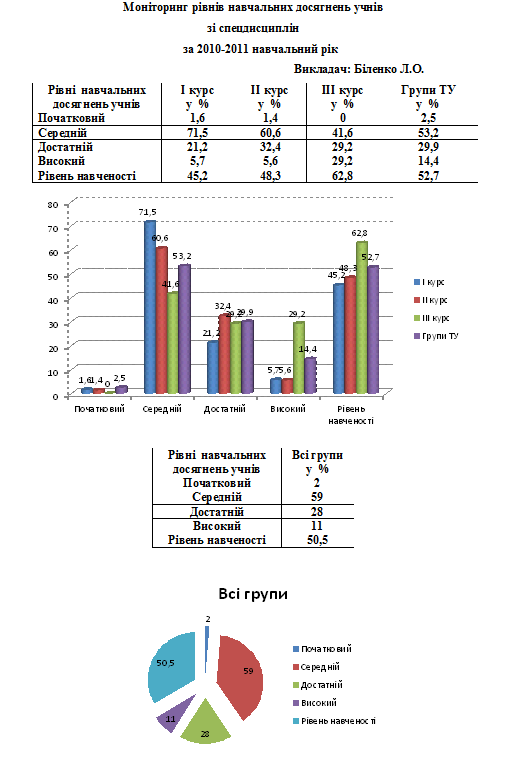 Моніторинг рівнів навчальних досягнень учнів
зі спецдисциплін
за 2010-2011 навчальний рік
Викладач: Біленко Л.О.
Рівні навчальних досягнень учнів I курс у % II курс у % III курс у % Групи ТУ у %
Початковий 1,6 1,4 0 2,5
Середній 71,5 60,6 41,6 53,2
Достатній 21,2 32,4 29,2 29,9
Високий 5,7 5,6 29,2 14,4
Рівень навченості 45,2 48,3 62,8 52,7
80
70
60
50
40
30
20
10
0
1,6 1,4 0 2,5
71,5 60,6 41,6 53,2
21,2 32,4 29,2 29,9
5,7 5,6 29,2 14,4
45,2 48,3 62,8 52,7
Початковий Середній Достатній Високий Рівень
навченості
I курс
II курс
III курс
Групи ТУ
Рівні навчальних досягнень учнів Всі групи у %
Початковий 2
Середній 59
Достатній 28
Високий 11
Рівень навченості 50,5
Всі групи
2
59
28
11
50,5
Початковий
Середній
Достатній
Високий
Рівень навченості